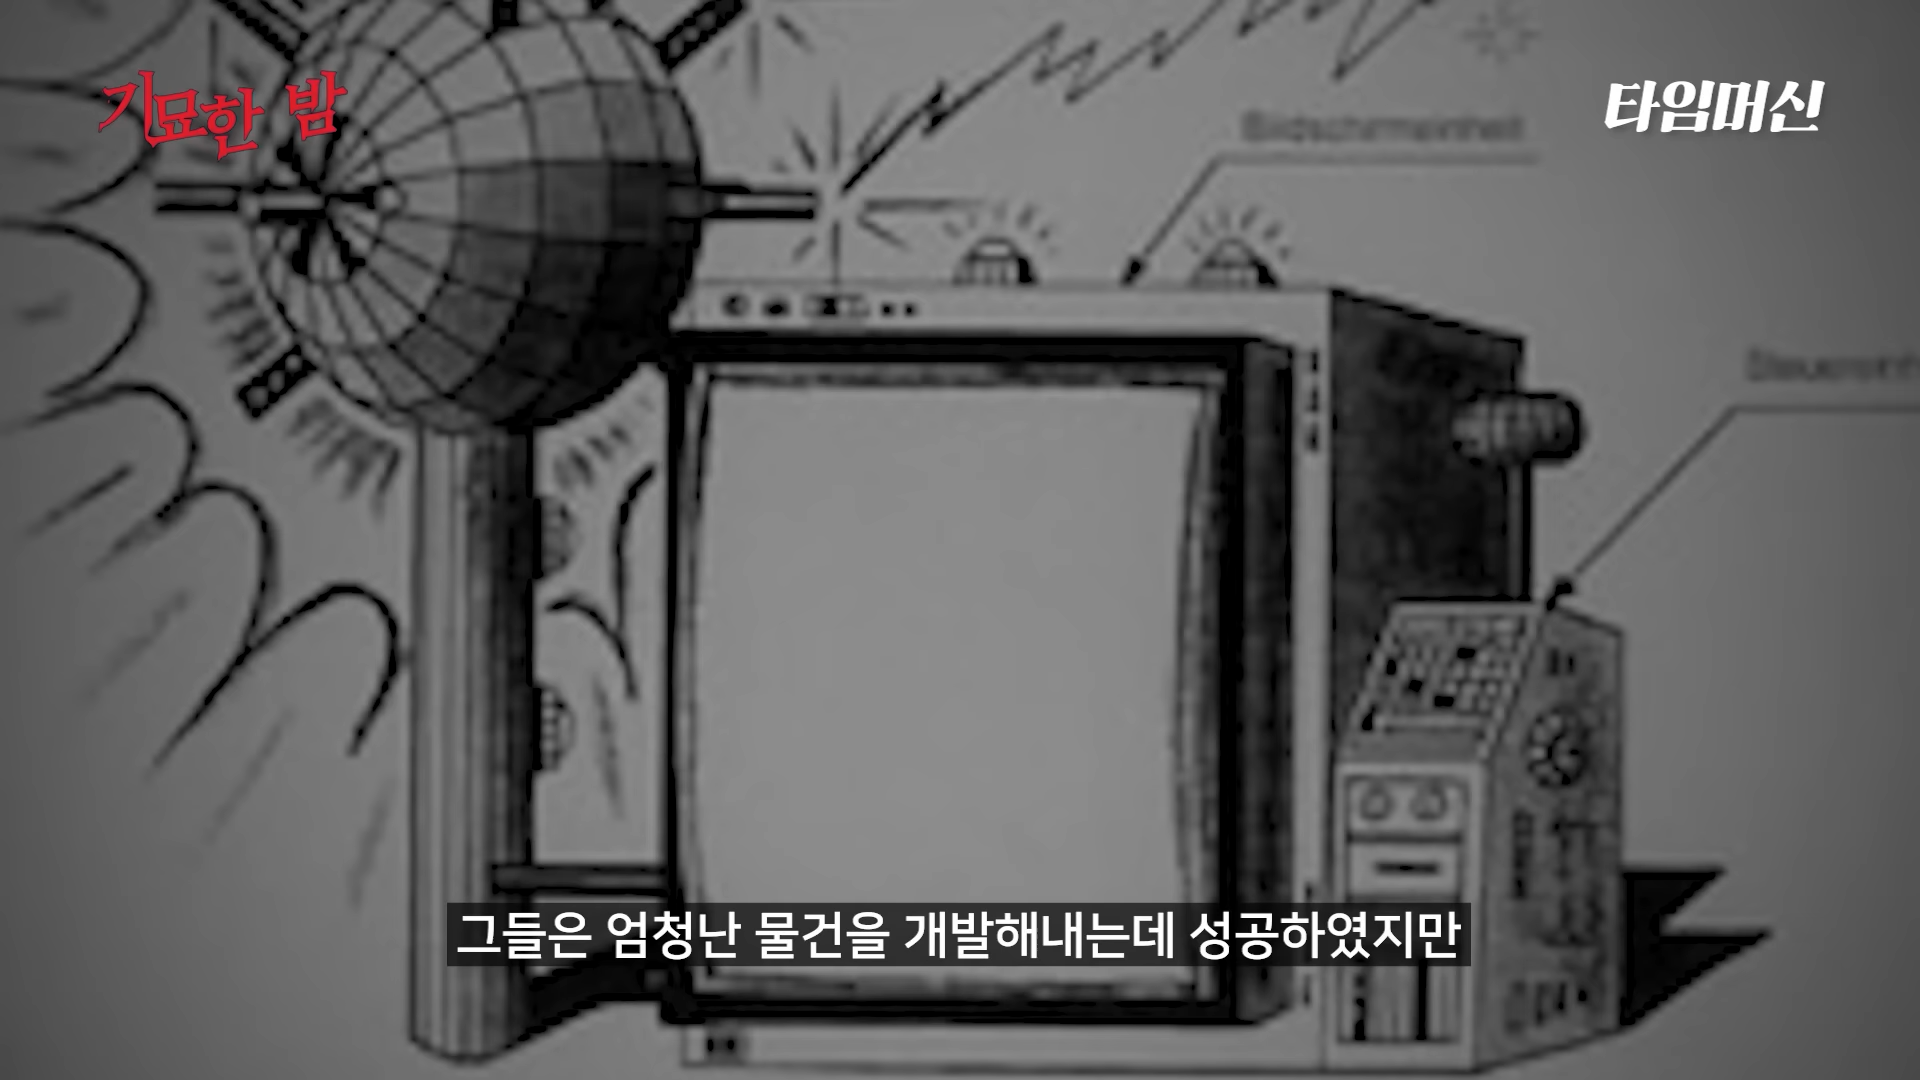 기묘한 밤
타임머신
Bildschirmeinheit
그들은 엄청난 물건을 개발해내는데 성공하였지만